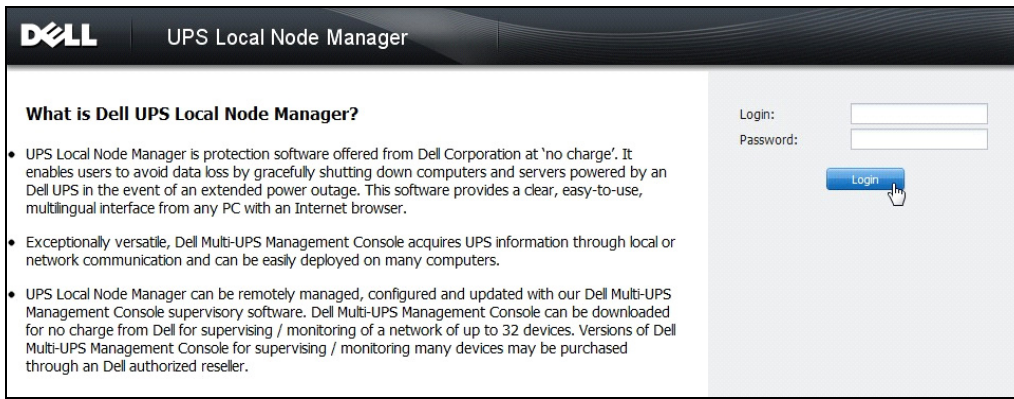 DELL UPS Local Node Manager
What is Dell UPS Local Node Manager?
• UPS Local Node Manager is protection software offered from Dell Corporation at ‘no charge’. It
enables users to avoid data loss by gracefully shutting down computers and servers powered by an
Dell UPS in the event of an extended power outage. This software provides a clear, easy-to-use,
multilingual interface from any PC with an Internet browser.
• Exceptionally versatile, Dell Multi-UPS Management Console acquires UPS information through local or
network communication and can be easily deployed on many computers.
• UPS Local Node Manager can be remotely managed, configured and updated with our Dell Multi-UPS
Management Console supervisory software. Dell Multi-UPS Management Console can be downloaded
for no charge from Dell for supervising / monitoring of a network of up to 32 devices. Versions of Dell
Multi-UPS Management Console for supervising / monitoring many devices may be purchased
through an Dell authorized reseller.
Login:
Password:
Login